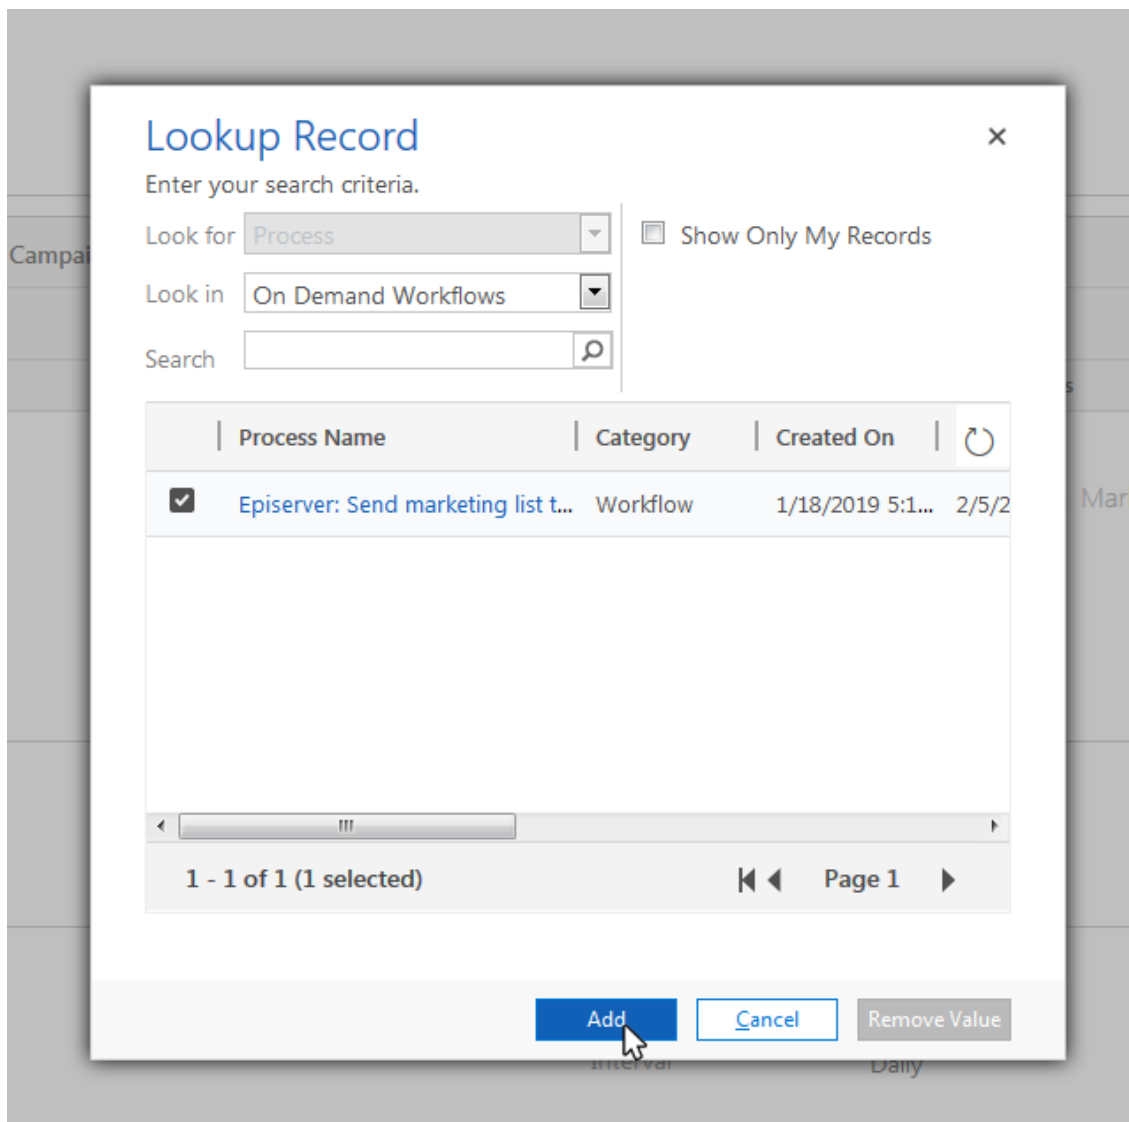 Lookup Record
Enter your search criteria.
Look for Process
Show Only My Records
Campai
Look in On Demand Workflows
Search
s
Process Name Category Created On
Episerver: Send marketing list t... Workflow 1/18/2019 5:1... 2/5/2
Mar
1 - 1 of 1 (1 selected) Page 1
Add Cancel Remove Value
Interval Daily